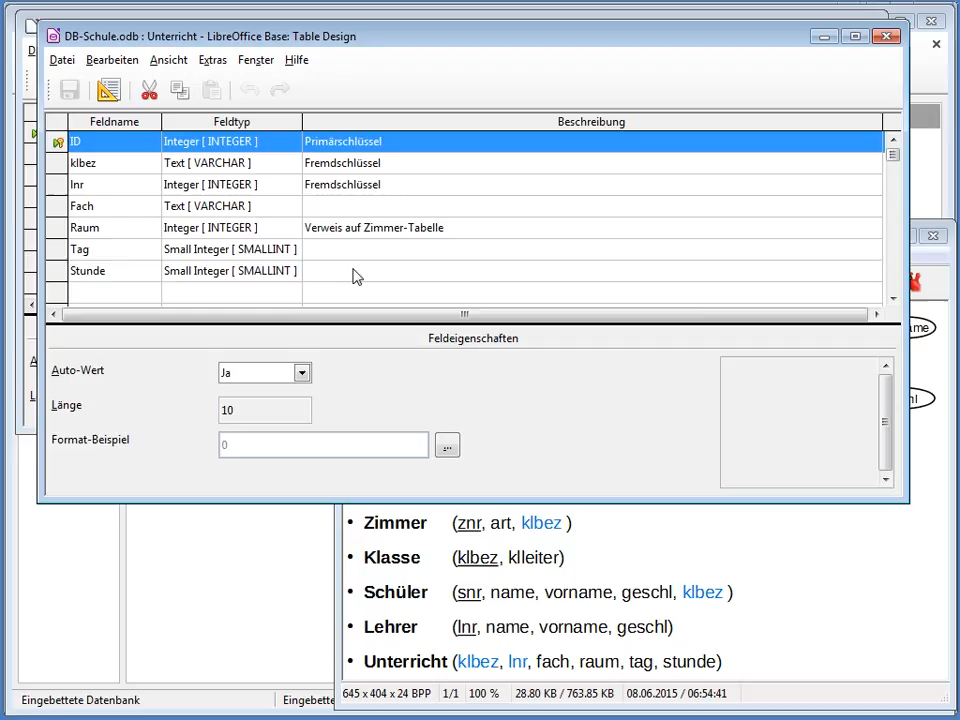 DB-Schule.odb : Unterricht - LibreOffice Base: Table Design
Datei Bearbeiten Ansicht Extras Fenster Hilfe
Feldname Feldtyp Beschreibung
ID Integer [ INTEGER ] Primärschlüssel
klbez Text [ VARCHAR ] Fremdschlüssel
lnr Integer [ INTEGER ] Fremdschlüssel
Fach Text [ VARCHAR ]
Raum Integer [ INTEGER ] Verweis auf Zimmer-Tabelle
Tag Small Integer [ SMALLINT ]
Stunde Small Integer [ SMALLINT ]
Feldeigenschaften
Auto-Wert Ja
Länge 10
Format-Beispiel 0 ...
• Zimmer (znr, art, klbez )
• Klasse (klbez, klleiter)
• Schüler (snr, name, vorname, geschl, klbez )
• Lehrer (lnr, name, vorname, geschl)
• Unterricht (klbez, lnr, fach, raum, tag, stunde)
645 x 404 x 24 BPP 1/1 100 % 28.80 KB / 763.85 KB 08.06.2015 / 06:54:41
Eingebettete Datenbank Eingebette